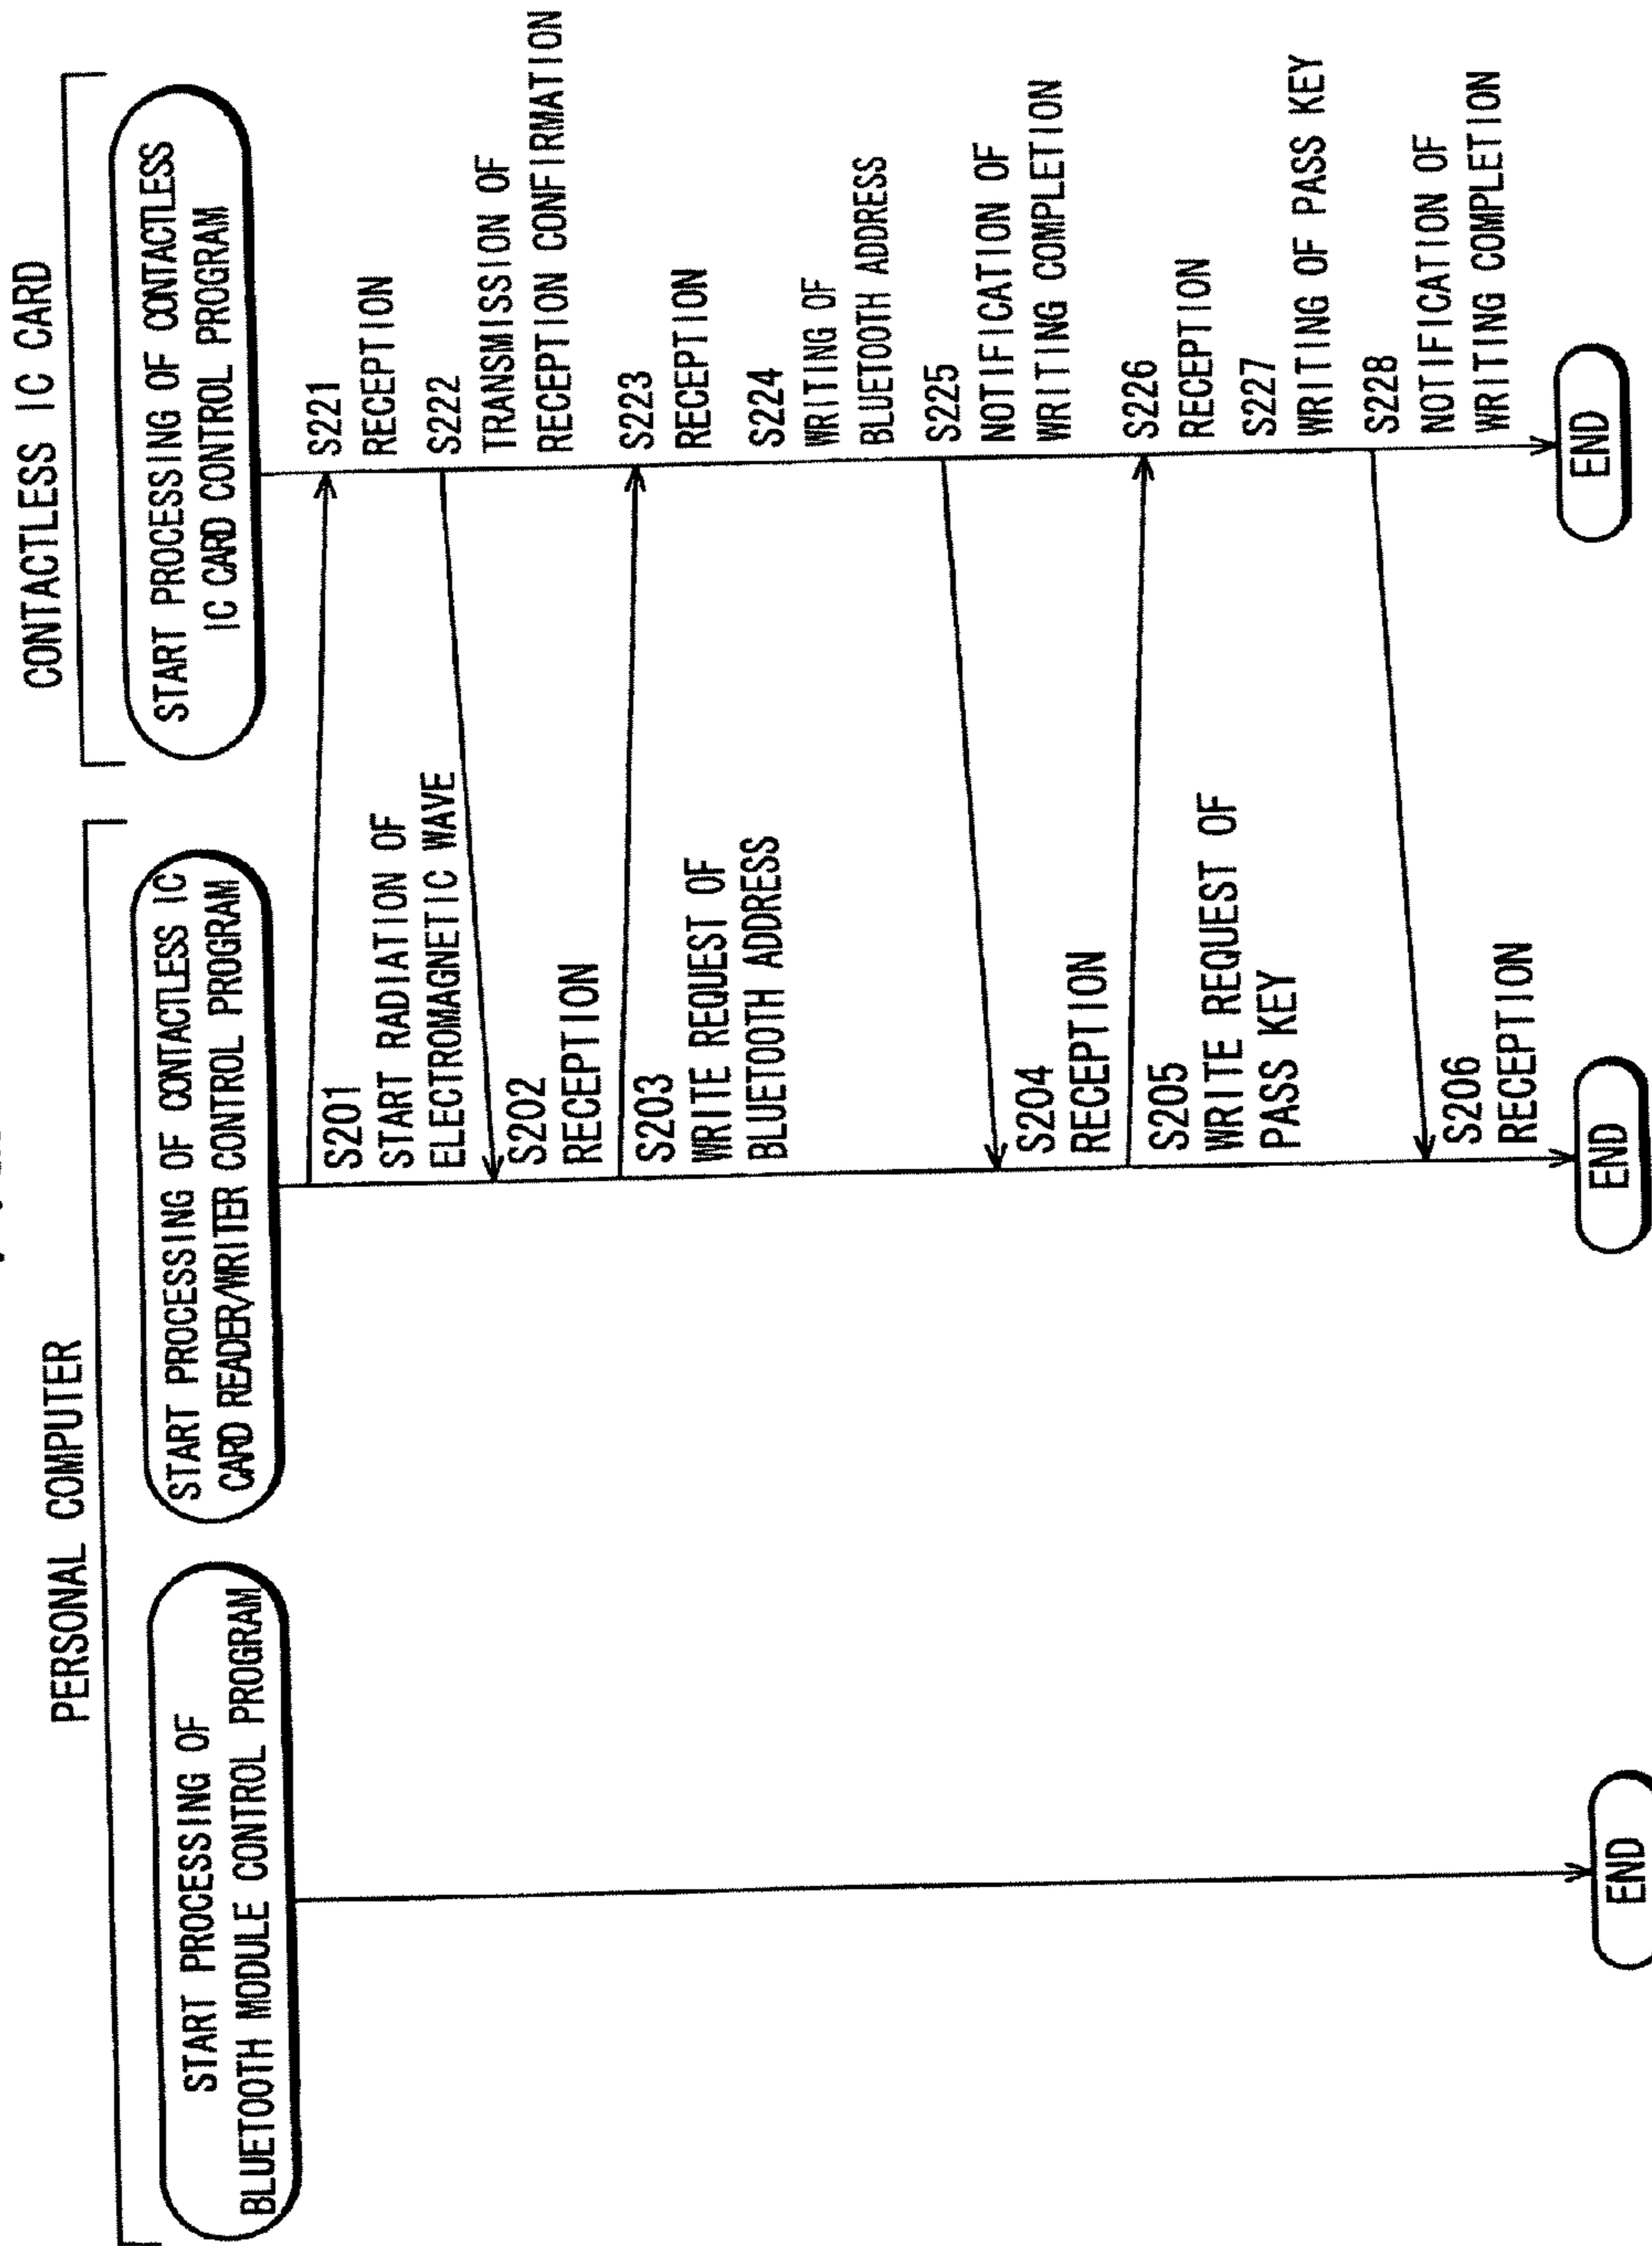 PERSONAL COMPUTER
CONTACTLESS IC CARD
START PROCESSING OF
BLUETOOTH MODULE CONTROL PROGRAM
START PROCESSING OF CONTACTLESS IC
CARD READER/WRITER CONTROL PROGRAM
START PROCESSING OF CONTACTLESS
IC CARD CONTROL PROGRAM
S201
START RADIATION OF
ELECTROMAGNETIC WAVE
S202
RECEPTION
S203
WRITE REQUEST OF
BLUETOOTH ADDRESS
S204
RECEPTION
S205
WRITE REQUEST OF
PASS KEY
S206
RECEPTION
S221
RECEPTION
S222
TRANSMISSION OF
RECEPTION CONFIRMATION
S223
RECEPTION
S224
WRITING OF
BLUETOOTH ADDRESS
S225
NOTIFICATION OF
WRITING COMPLETION
S226
RECEPTION
S227
WRITING OF PASS KEY
S228
NOTIFICATION OF
WRITING COMPLETION
END
END
END